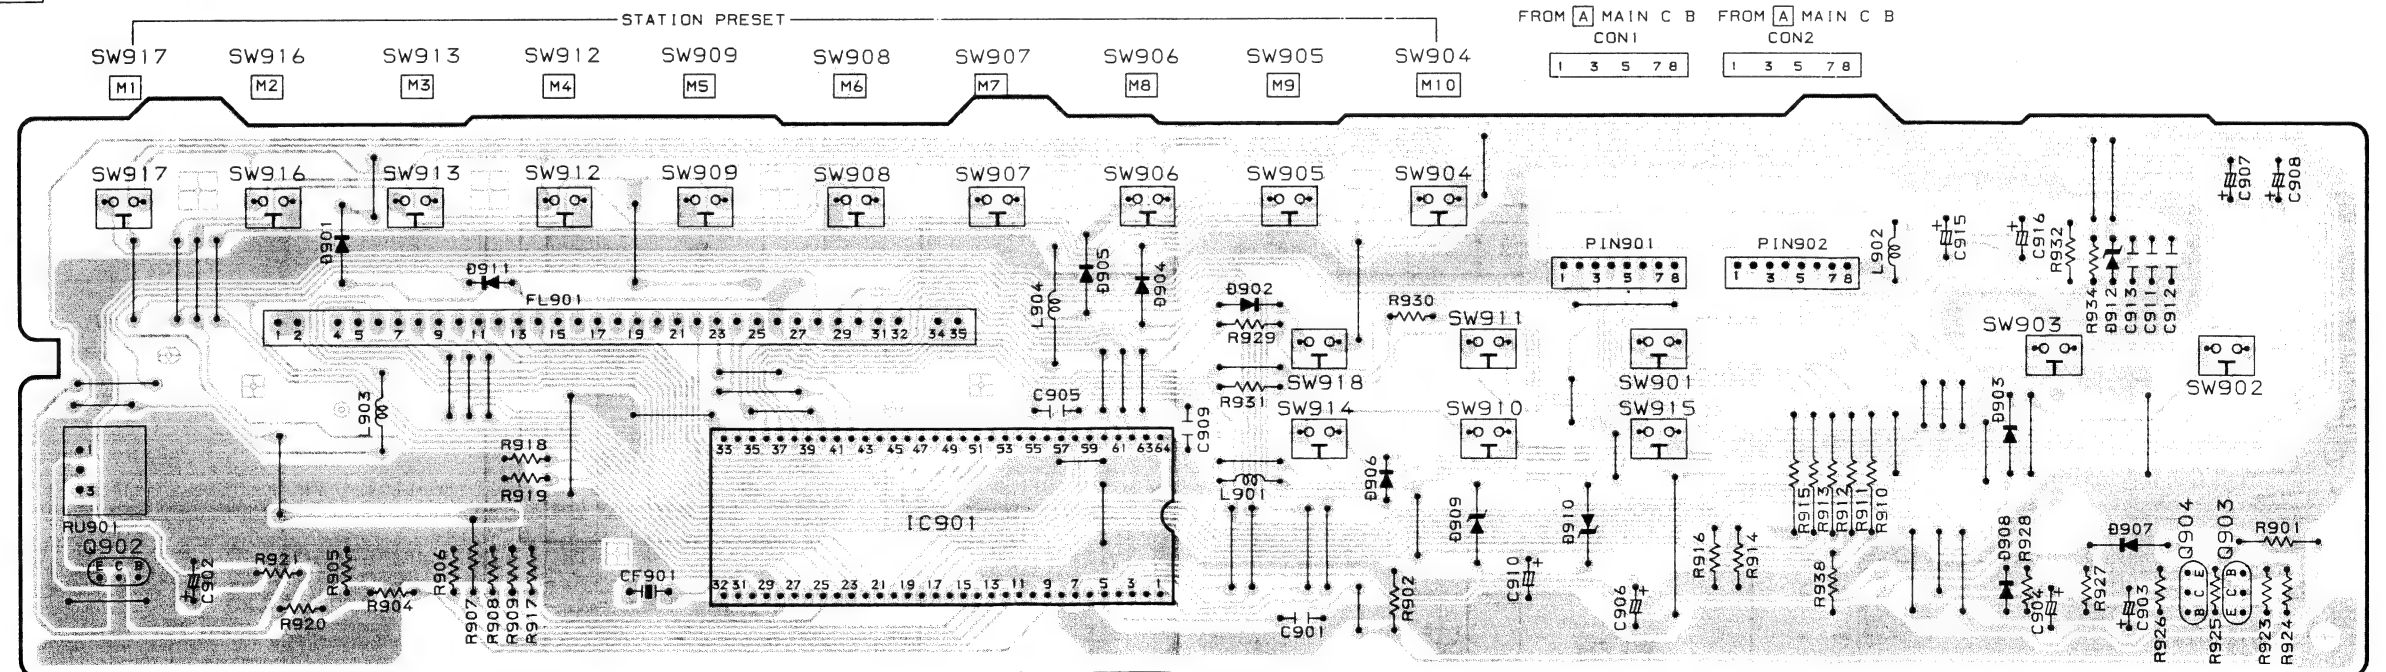 STATION PRESET
FROM A MAIN C B FROM A MAIN C B
CON1 CON2
SW917 SW916 SW913 SW912 SW909 SW908 SW907 SW906 SW905 SW904
1 3 5 7 8 1 3 5 7 8
M1 M2 M3 M4 M5 M6 M7 M8 M9 M10
SW917 SW916 SW913 SW912 SW909 SW908 SW907 SW906 SW905 SW904
C907 C908
D901 D905 D904 PIN901 PIN902 L902 C915 C916 R932
D911 1 3 5 7 8 1 3 5 7 8
FL901 L904 D902 R930
R934 D912 C913 C911 C912
1 2 4 5 7 9 11 13 15 17 19 21 23 25 27 29 31 32 34 35
R929 SW911 SW903
SW918 SW901 SW902
L903 C905 R931
C909 SW914 SW910 SW915 D903
1
R918
33 35 37 39 41 43 45 47 49 51 53 55 57 59 61 63 64
3
R919 L901 D906
RU901 IC901 D909 D910 R915 R913 R912 R911 R910
Q902 D908 R928 D907 Q904 Q903 R901
E C B C902 R921 R905 R906 CF901 R916 R914
32 31 29 27 25 23 21 19 17 15 13 11 9 7 5 3 1
R904 R902 C910 C906 R938 R927 B C E E C B
R920 R907 R908 R909 R917 C901 C904 C903 R926 R925 R923 R924